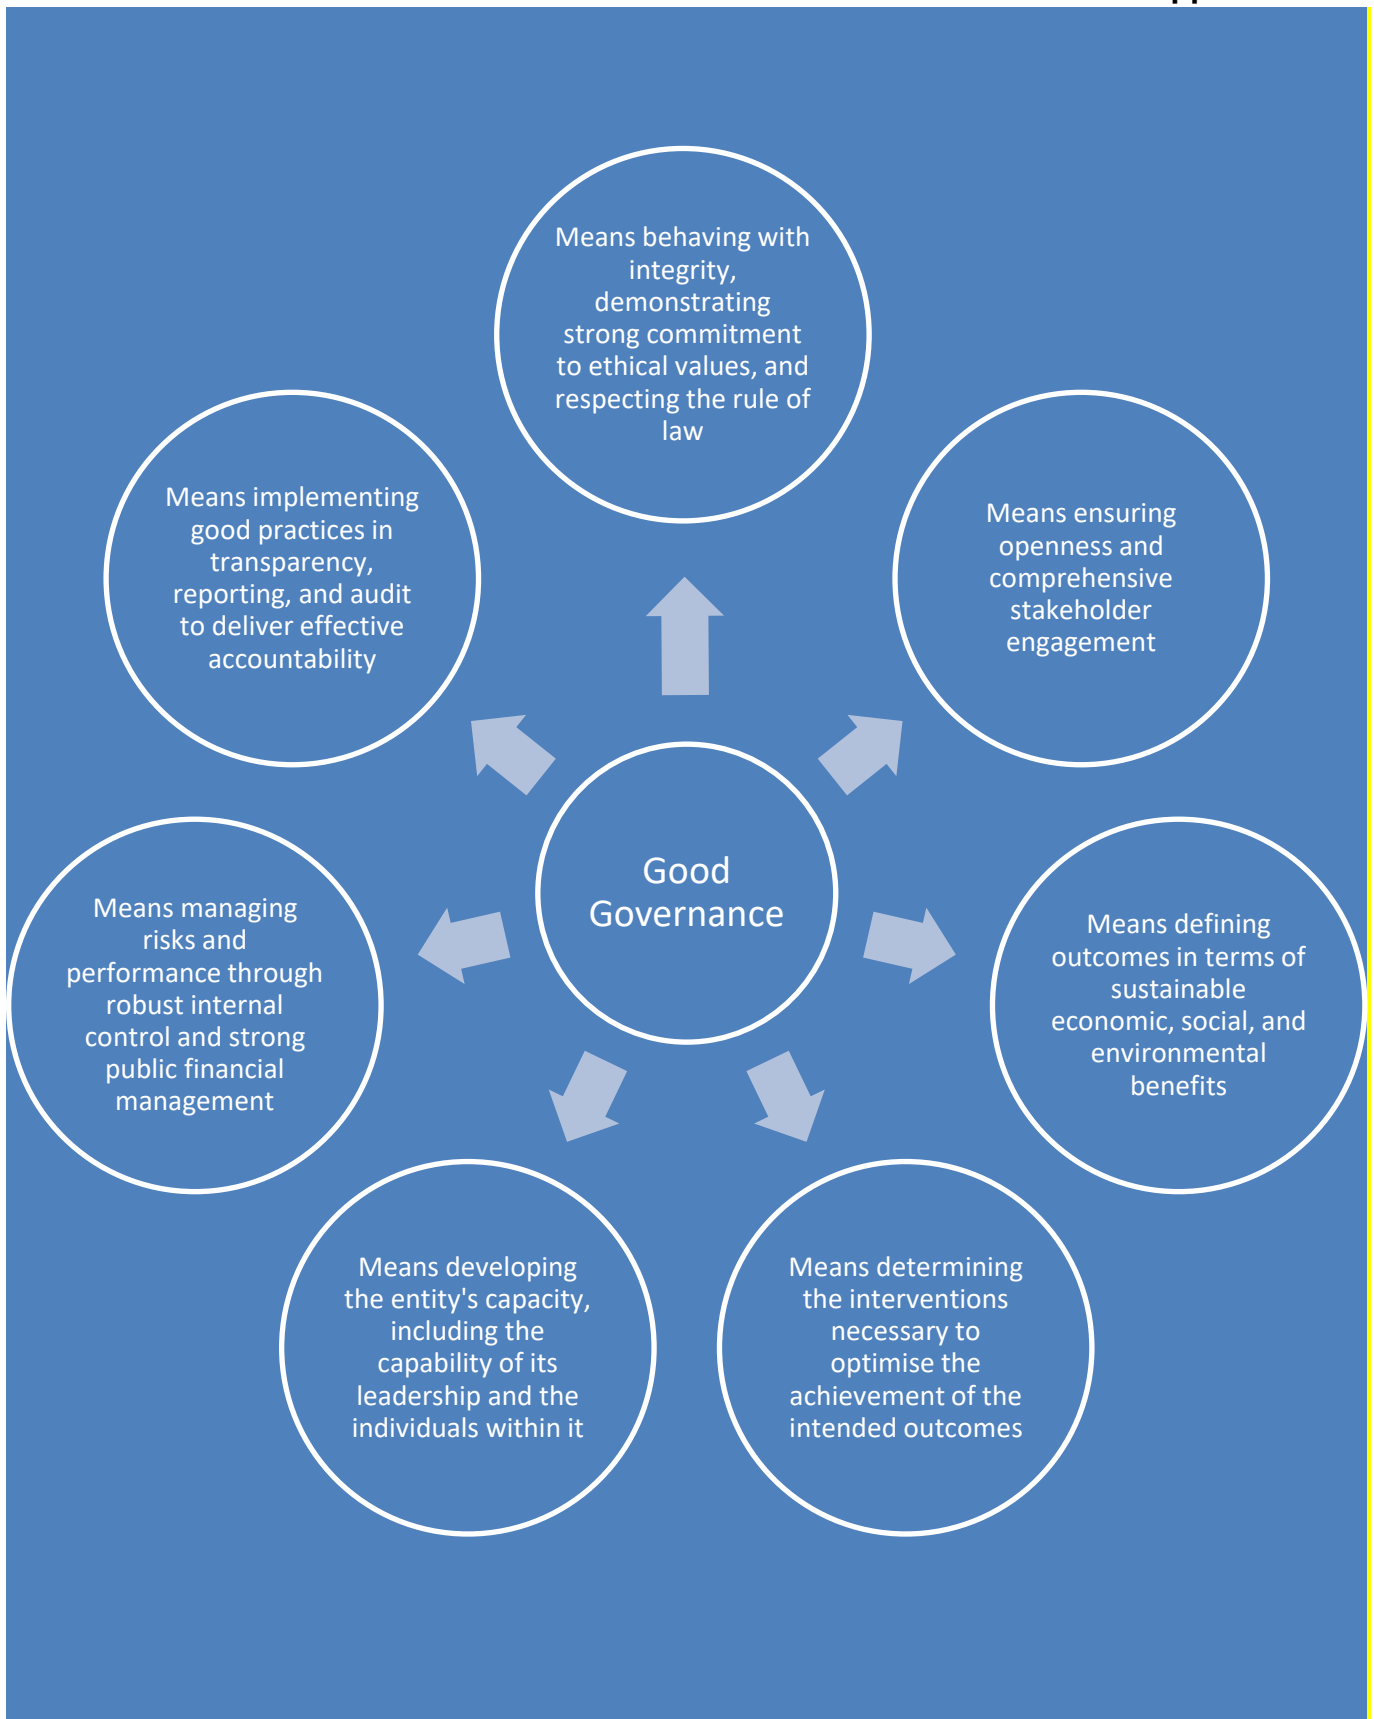 Means behaving with
integrity,
demonstrating
strong commitment
to ethical values, and
respecting the rule of
law
Means ensuring
openness and
comprehensive
stakeholder
engagement
Means defining
outcomes in terms of
sustainable
economic, social, and
environmental
benefits
Means determining
the interventions
necessary to
optimise the
achievement of the
intended outcomes
Means developing
the entity's capacity,
including the
capability of its
leadership and the
individuals within it
Means managing
risks and
performance through
robust internal
control and strong
public financial
management
Means implementing
good practices in
transparency,
reporting, and audit
to deliver effective
accountability
Good
Governance